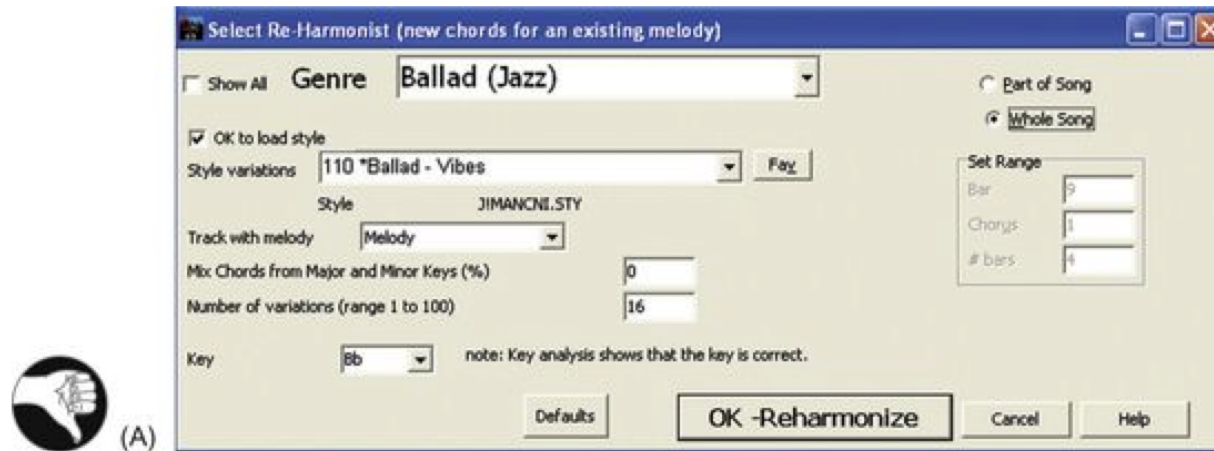 Select Re-Harmonist (new chords for an existing melody)
Show All Genre Ballad (Jazz)
Part of Song
Whole Song
OK to load style
Style variations 110 *Ballad - Vibes Fav
Set Range
Bar 9
Style JIMANCNI.STY
Chorus 1
Track with melody Melody
# bars 4
Mix Chords from Major and Minor Keys (%) 0
Number of variations (range 1 to 100) 16
Key Bb note: Key analysis shows that the key is correct.
Defaults OK -Reharmonize Cancel Help
(A)